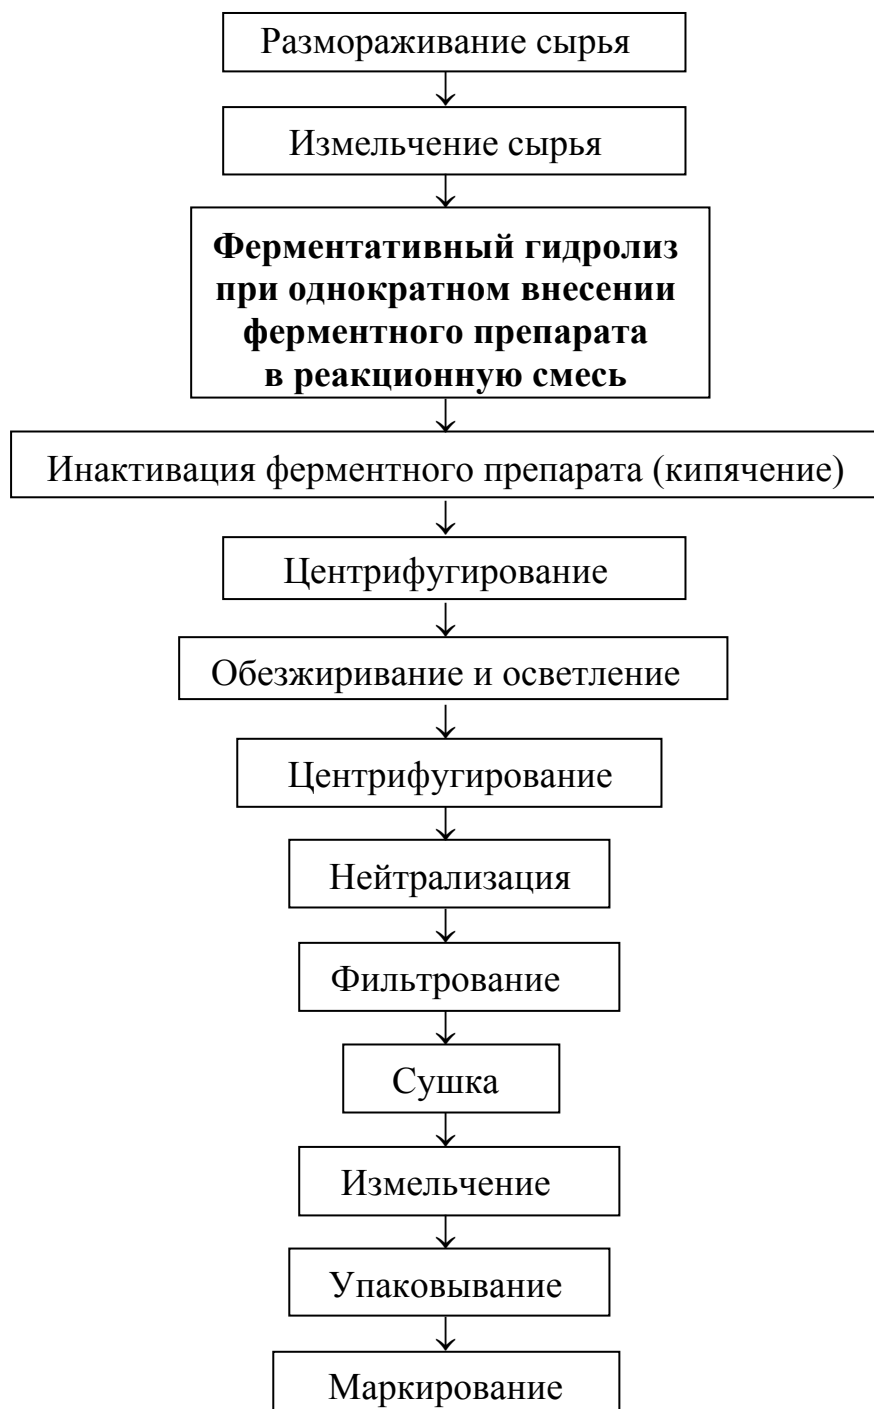 Размораживание сырья
Измельчение сырья
Ферментативный гидролиз
при однократном внесении
ферментного препарата
в реакционную смесь
Инактивация ферментного препарата (кипячение)
Центрифугирование
Обезжиривание и осветление
Центрифугирование
Нейтрализация
Фильтрование
Сушка
Измельчение
Упаковывание
Маркирование